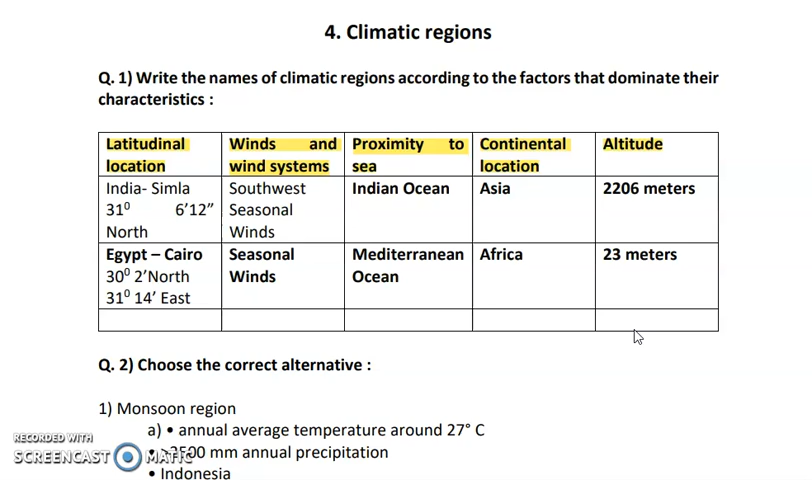 4. Climatic regions
Q. 1) Write the names of climatic regions according to the factors that dominate their
characteristics :
Latitudinal location
Winds and wind systems
Proximity to sea
Continental location
Altitude
India- Simla
31⁰ 6'12"
North
Southwest
Seasonal
Winds
Indian Ocean
Asia
2206 meters
Egypt – Cairo
30⁰ 2'North
31⁰ 14' East
Seasonal
Winds
Mediterranean
Ocean
Africa
23 meters
Q. 2) Choose the correct alternative :
1) Monsoon region
a) • annual average temperature around 27° C
• >2500 mm annual precipitation
• Indonesia
RECORDED WITH
SCREENCAST MATIC